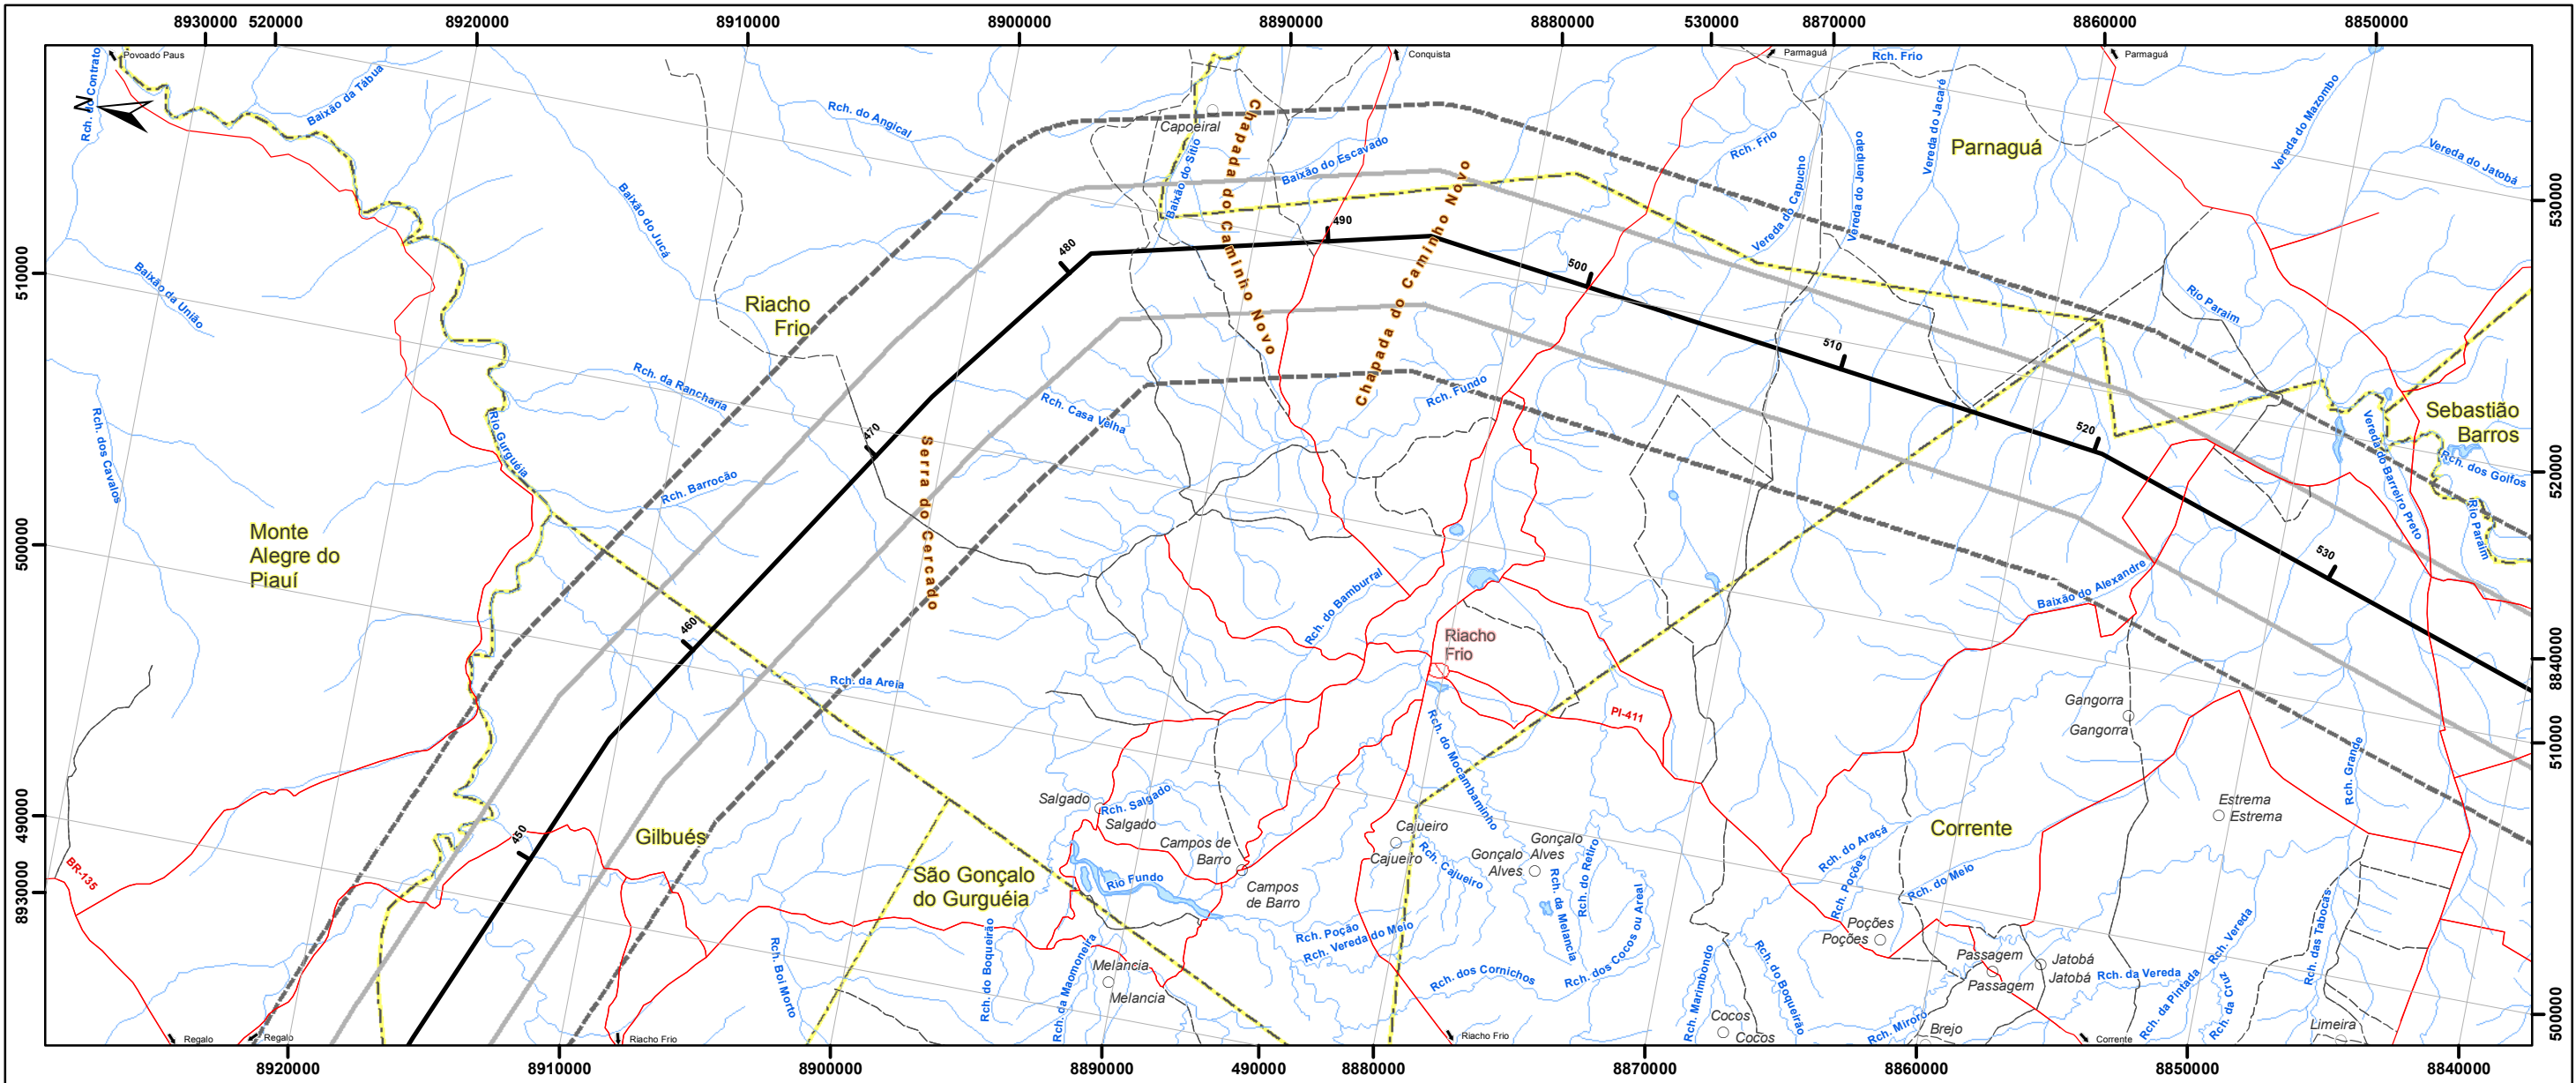 8930000
520000
8920000
8910000
8900000
8890000
8880000
530000
8870000
8860000
8850000
Povoado Paus
Conquista
Parmaguá
Parmaguá
N
Rch. do Contrato
Baixão da Tábua
Rch. do Angical
Capoeiral
Baixão do Sítio
Chapada do Caminho Novo
Baixão do Escavado
Chapada do Caminho Novo
Rch. Frio
Rch. Frio
Vereda do Capucho
Vereda do Jenipapo
Vereda do Jacaré
Parnaguá
Vereda do Mazombo
Vereda do Jatobá
530000
510000
Baixão da União
Baixão do Jucá
480
490
500
510
520
530
Riacho
Frio
Rio Paraim
Rch. dos Cavalos
Rio Gurguéia
Rch. da Rancharia
Rch. Casa Velha
Rch. Fundo
470
Serra do Cercado
Rch. Barrocão
Sebastião
Barros
Vereda do Barreiro Preto
Rch. dos Golfos
Rio Paraim
520000
500000
Monte
Alegre do
Piauí
460
Rch. da Areia
Rch. do Bamburral
Riacho
Frio
Baixão do Alexandre
8840000
Gangorra
Gangorra
PI-411
Rch. do Mocambaminho
510000
490000
450
Gilbués
Salgado
Rch. Salgado
Salgado
Campos de
Barro
Campos
de Barro
Cajueiro
Cajueiro
Rch. Cajueiro
Gonçalo
Alves
Gonçalo
Alves
Rch. do Retiro
Rch. da Melancia
Rch. dos Cocos ou Areal
Rch. do Araçá
Rch. Poções
Corrente
Rch. do Meio
Estrema
Estrema
Rch. Grande
BR-135
8930000
São Gonçalo
do Gurguéia
Rio Fundo
Rch. Poção
Rch. Vereda do Meio
Rch. dos Cornichos
Poções
Poções
Passagem
Passagem
Jatobá
Jatobá
Rch. da Vereda
Rch. Vereda
Rch. das Tabocas
Rch. da Pintada
Rch. da Cruz
Rch. Boi Morto
Rch. do Boqueirão
Rch. da Mamoneira
Melancia
Melancia
Rch. Marimbondo
Rch. do Boqueirão
Cocos
Cocos
Rch. Miroro
Brejo
Limeira
500000
Regalo
Regalo
Riacho Frio
Riacho Frio
Corrente
8920000
8910000
8900000
8890000
490000
8880000
8870000
8860000
8850000
8840000